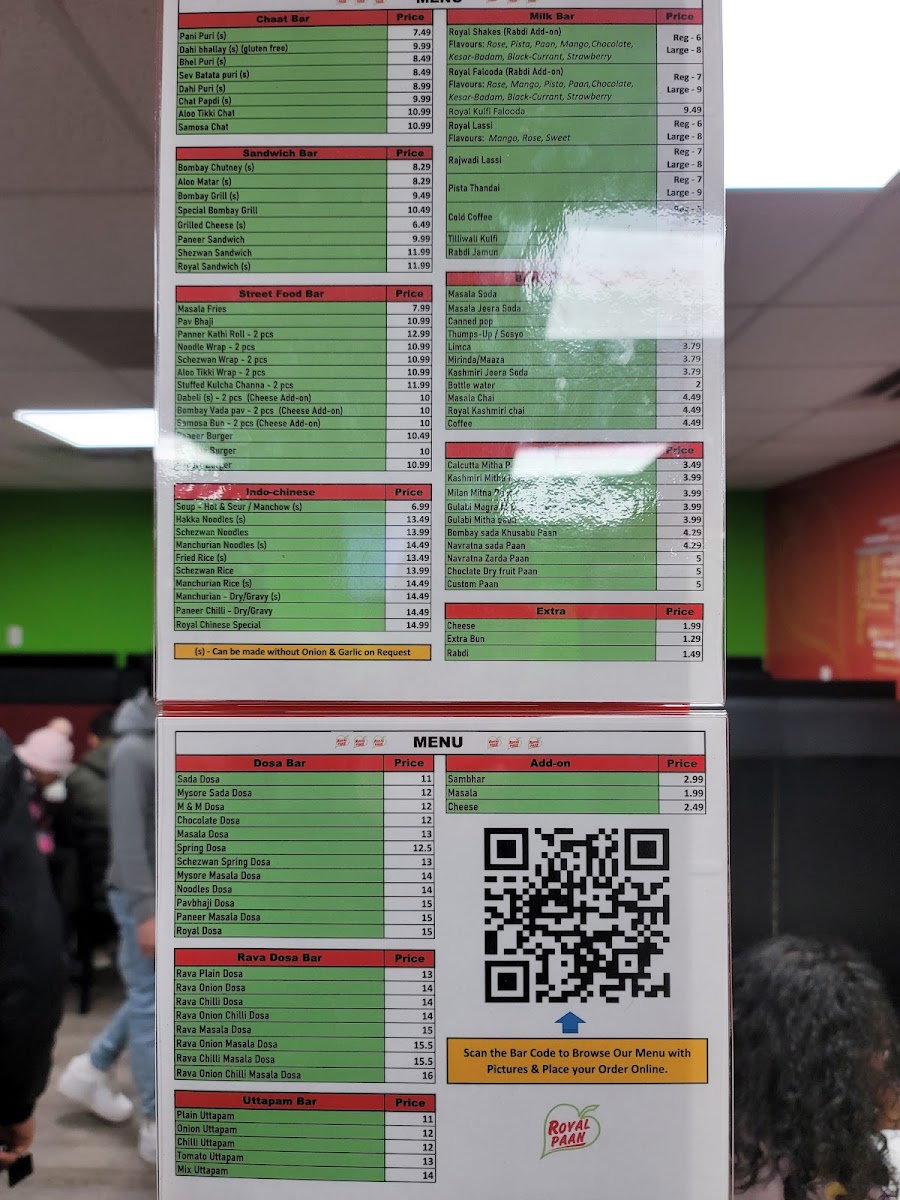 MENU
Chaat Bar Price
Pani Puri (s) 7.49
Dahi bhallay (s) (gluten free) 9.99
Bhel Puri (s) 8.49
Sev Batata puri (s) 8.49
Dahi Puri (s) 8.99
Chat Papdi (s) 9.99
Aloo Tikki Chat 10.99
Samosa Chat 10.99
Sandwich Bar Price
Bombay Chutney (s) 8.29
Aloo Matar (s) 8.29
Bombay Grill (s) 9.49
Special Bombay Grill 10.49
Grilled Cheese (s) 6.49
Paneer Sandwich 9.99
Shezwan Sandwich 11.99
Royal Sandwich (s) 11.99
Street Food Bar Price
Masala Fries 7.99
Pav Bhaji 10.99
Panner Kathi Roll - 2 pcs 12.99
Noodle Wrap - 2 pcs 10.99
Schezwan Wrap - 2 pcs 10.99
Aloo Tikki Wrap - 2 pcs 10.99
Stuffed Kulcha Channa - 2 pcs 11.99
Dabeli (s) - 2 pcs (Cheese Add-on) 10
Bombay Vada pav - 2 pcs (Cheese Add-on) 10
Samosa Bun - 2 pcs (Cheese Add-on) 10
Paneer Burger 10.49
Burger 10
Burger 10.99
Indo-chinese Price
Soup - Hot & Sour / Manchow (s) 6.99
Hakka Noodles (s) 13.49
Schezwan Noodles 13.99
Manchurian Noodles (s) 14.49
Fried Rice (s) 13.49
Schezwan Rice 13.99
Manchurian Rice (s) 14.49
Manchurian - Dry/Gravy (s) 14.49
Paneer Chilli - Dry/Gravy 14.49
Royal Chinese Special 14.99
(s) - Can be made without Onion & Garlic on Request
Milk Bar Price
Royal Shakes (Rabdi Add-on)
Flavours: Rose, Pista, Paan, Mango,Chocolate,
Kesar-Badam, Black-Currant, Strawberry
Reg - 6
Large - 8
Royal Falooda (Rabdi Add-on)
Flavours: Rose, Mango, Pista, Paan,Chocolate,
Kesar-Badam, Black-Currant, Strawberry
Reg - 7
Large - 9
Royal Kulfi Falooda 9.49
Royal Lassi
Flavours: Mango, Rose, Sweet
Reg - 6
Large - 8
Rajwadi Lassi
Reg - 7
Large - 8
Pista Thandai
Reg - 7
Large - 9
Cold Coffee
Tilliwali Kulfi
Rabdi Jamun
Masala Soda
Masala Jeera Soda
Canned pop
Thumps-Up / Sosyo
Limca 3.79
Mirinda/Maaza 3.79
Kashmiri Jeera Soda 3.79
Bottle water 2
Masala Chai 4.49
Royal Kashmiri chai 4.49
Coffee 4.49
Price
Calcutta Mitha 3.49
Kashmiri Mitha 3.99
Milan Mitha 3.99
Gulabi Mogra 3.99
Gulabi Mitha 3.99
Bombay sada Khusabu Paan 4.29
Navratna sada Paan 4.29
Navratna Zarda Paan 5
Choclate Dry fruit Paan 5
Custom Paan 5
Extra Price
Cheese 1.99
Extra Bun 1.29
Rabdi 1.49
MENU
Dosa Bar Price
Sada Dosa 11
Mysore Sada Dosa 12
M & M Dosa 12
Chocolate Dosa 12
Masala Dosa 13
Spring Dosa 12.5
Schezwan Spring Dosa 13
Mysore Masala Dosa 14
Noodles Dosa 14
Pavbhaji Dosa 15
Paneer Masala Dosa 15
Royal Dosa 15
Rava Dosa Bar Price
Rava Plain Dosa 13
Rava Onion Dosa 14
Rava Chilli Dosa 14
Rava Onion Chilli Dosa 14
Rava Masala Dosa 15
Rava Onion Masala Dosa 15.5
Rava Chilli Masala Dosa 15.5
Rava Onion Chilli Masala Dosa 16
Uttapam Bar Price
Plain Uttapam 11
Onion Uttapam 12
Chilli Uttapam 12
Tomato Uttapam 13
Mix Uttapam 14
Add-on Price
Sambhar 2.99
Masala 1.99
Cheese 2.49
Scan the Bar Code to Browse Our Menu with
Pictures & Place your Order Online.
ROYAL
PAAN